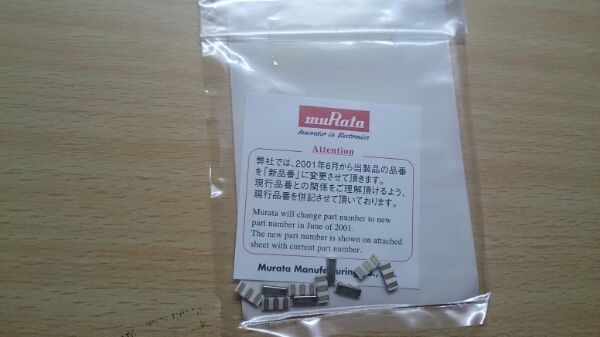 muRata
Innovator in Electronics
Attention
弊社では、2001年6月から当製品の品番
を「新品番」に変更させて頂きます。
現行品番との関係をご理解頂けるよう、
現行品番を併記させて頂いております。
Murata will change part number to new
part number in June of 2001.
The new part number is shown on attached
sheet with current part number.
Murata Manufacturing